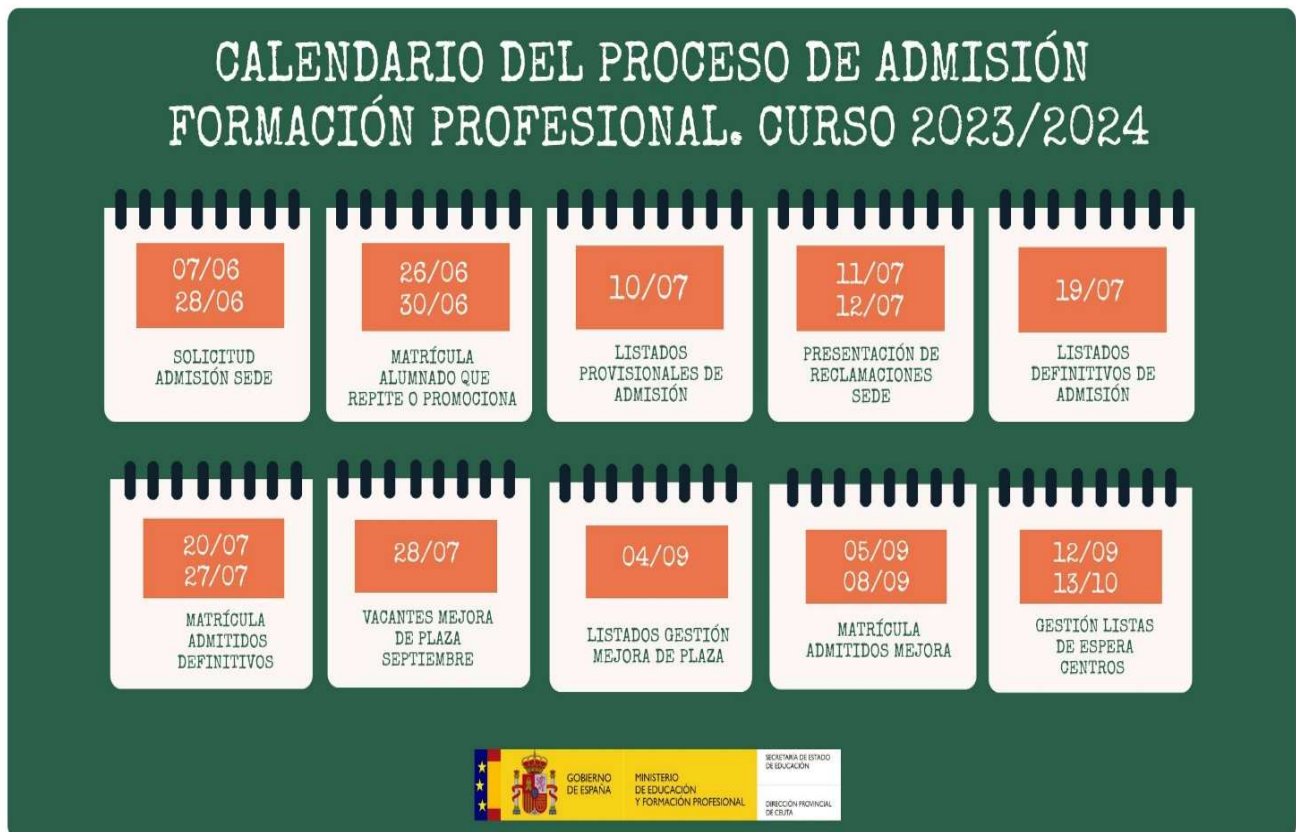 CALENDARIO DEL PROCESO DE ADMISIÓN
FORMACIÓN PROFESIONAL. CURSO 2023/2024
07/06
28/06
SOLICITUD
ADMISIÓN SEDE
26/06
30/06
MATRÍCULA
ALUMNADO QUE
REPITE O PROMOCIONA
10/07
LISTADOS
PROVISIONALES DE
ADMISIÓN
11/07
12/07
PRESENTACIÓN DE
RECLAMACIONES
SEDE
19/07
LISTADOS
DEFINITIVOS DE
ADMISIÓN
20/07
27/07
MATRÍCULA
ADMITIDOS
DEFINITIVOS
28/07
VACANTES MEJORA
DE PLAZA
SEPTIEMBRE
04/09
LISTADOS GESTIÓN
MEJORA DE PLAZA
05/09
08/09
MATRÍCULA
ADMITIDOS MEJORA
12/09
13/10
GESTIÓN LISTAS
DE ESPERA
CENTROS
GOBIERNO
DE ESPAÑA
MINISTERIO
DE EDUCACIÓN
Y FORMACIÓN PROFESIONAL
SECRETARÍA DE ESTADO
DE EDUCACIÓN
DIRECCIÓN PROVINCIAL
DE CEUTA